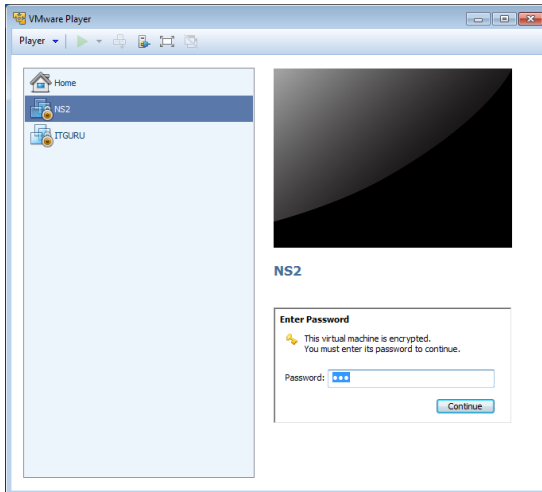 VMware Player
Player
Home
NS2
ITGURU
NS2
Enter Password
This virtual machine is encrypted.
You must enter its password to continue.
Password:
Continue